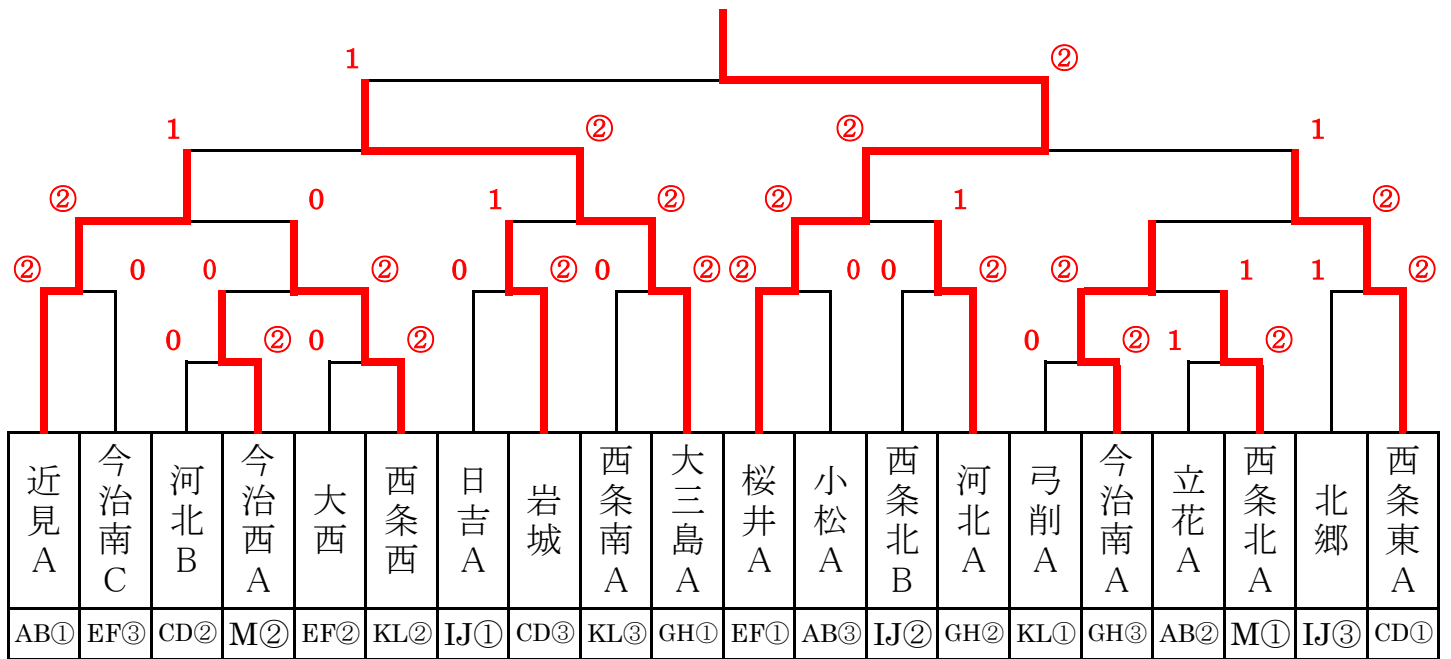 1 ②
1 ② ② 1
② 0 1 ② ② 1 ②
② 0 0 ② 0 ② 0 ② ② 0 0 ② ② 1 1 ②
0 ② 0 ② 0 ② 1 ②
近見A 今治南C 河北B 今治西A 大西 西条西 日吉A 岩城 西条南A 大三島A 桜井A 小松A 西条北B 河北A 弓削A 今治南A 立花A 西条北A 北郷 西条東A
AB① EF③ CD② M② EF② KL② IJ① CD③ KL③ GH① EF① AB③ IJ② GH② KL① GH③ AB② M① IJ③ CD①